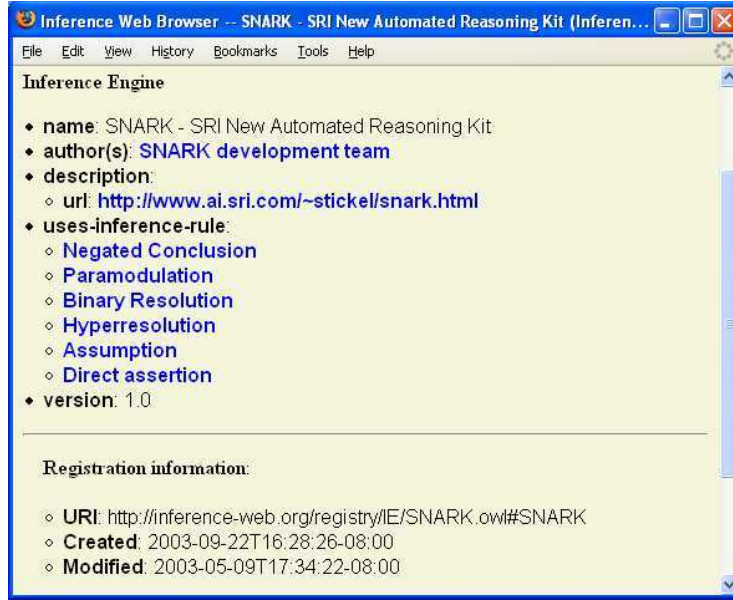 Inference Web Browser -- SNARK - SRI New Automated Reasoning Kit (Inferen...
File Edit View History Bookmarks Tools Help
Inference Engine
name: SNARK - SRI New Automated Reasoning Kit
author(s): SNARK development team
description:
url: http://www.ai.sri.com/~stickel/snark.html
uses-inference-rule:
Negated Conclusion
Paramodulation
Binary Resolution
Hyperresolution
Assumption
Direct assertion
version: 1.0
Registration information:
URI: http://inference-web.org/registry/IE/SNARK.owl#SNARK
Created: 2003-09-22T16:28:26-08:00
Modified: 2003-05-09T17:34:22-08:00